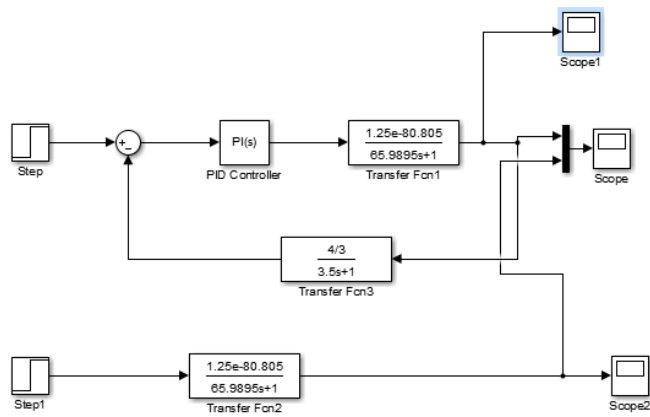 Scope1
+
−
PI(s)
1.25e-80.805
65.9895s+1
Step
PID Controller
Transfer Fcn1
Scope
4/3
3.5s+1
Transfer Fcn3
1.25e-80.805
65.9895s+1
Step1
Transfer Fcn2
Scope2